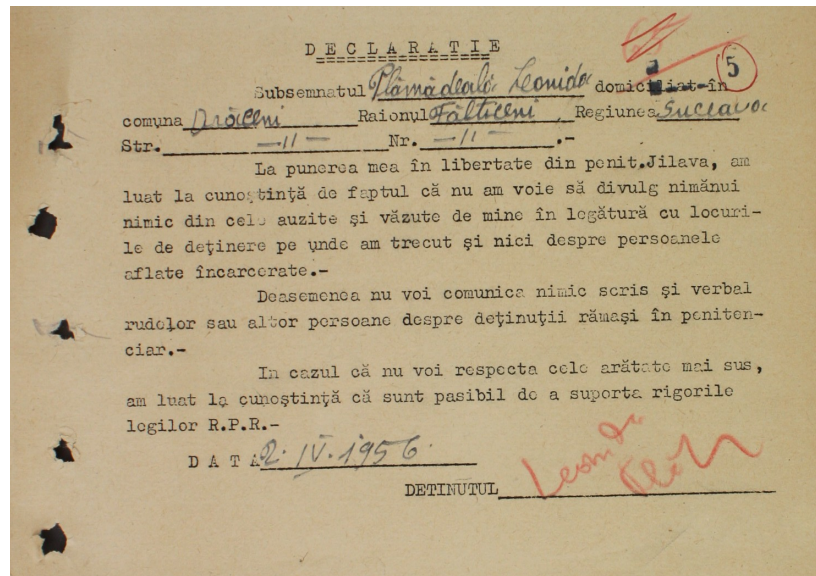 DECLARATIE
5
Subsemnatul Plămădeală Leonida domiciliat în
comuna Drăceni Raionul Fălticeni, Regiunea Suceava
Str. —11— Nr. —11— .-
La punerea mea în libertate din penit.Jilava, am
luat la cunoştinţă de faptul că nu am voie să divulg nimănui
nimic din cele auzite şi văzute de mine în legătură cu locuri-
le de deţinere pe unde am trecut şi nici despre persoanele
aflate încarcerate.-
Deasemenea nu voi comunica nimic scris şi verbal
rudelor sau altor persoane despre deţinuţii rămaşi în peniten-
ciar.-
In cazul că nu voi respecta cele arătate mai sus,
am luat la cunoştinţă că sunt pasibil de a suporta rigorile
legilor R.P.R.-
DATA 2. IV. 1956.
DETINUTUL Leonida